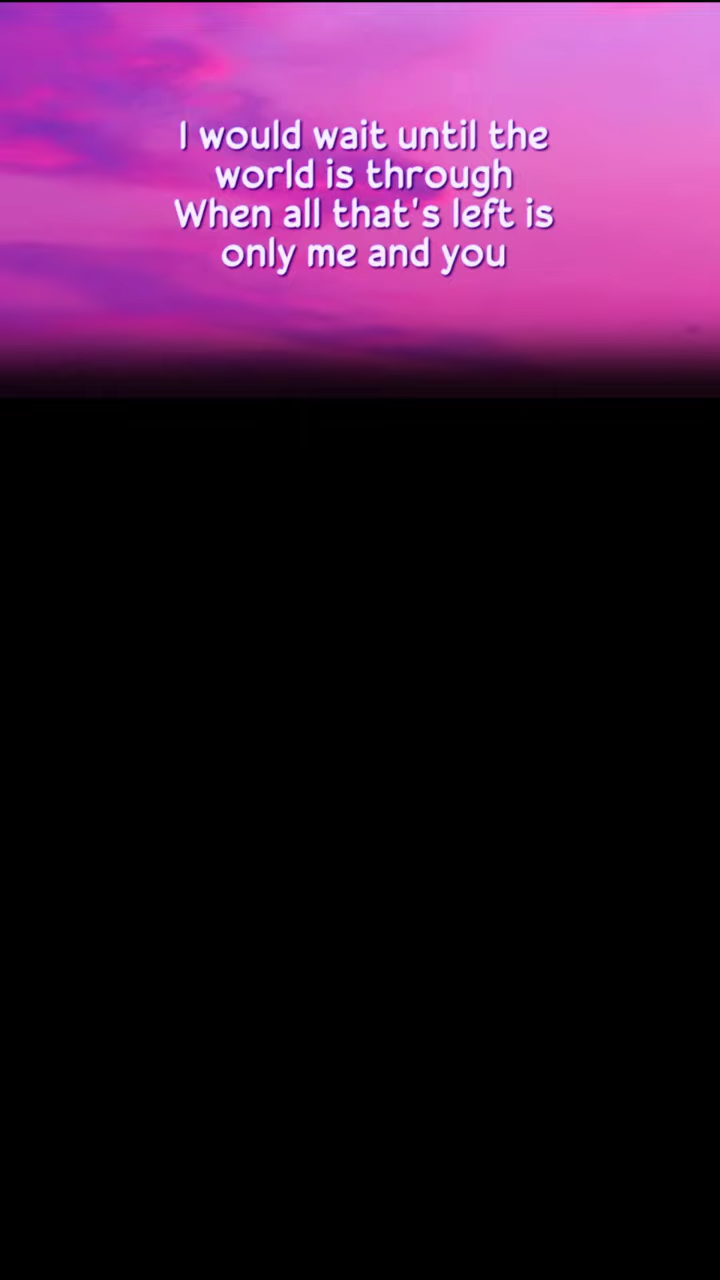 I would wait until the
world is through
When all that's left is
only me and you